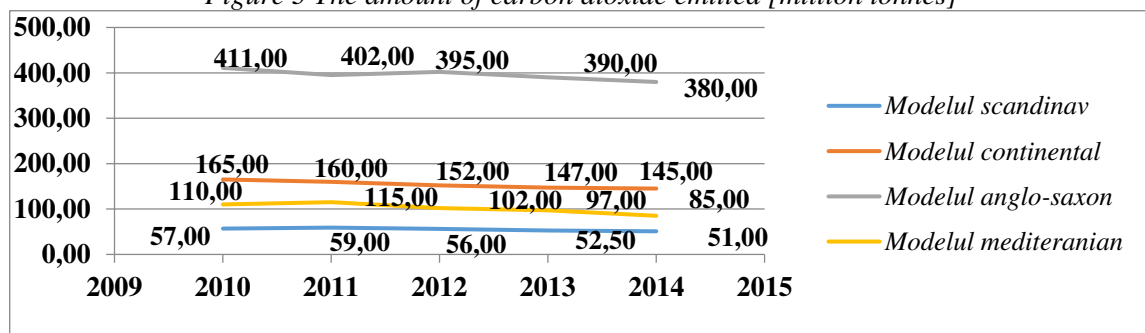 Figure 3 The amount of carbon dioxide emitted [million tonnes]
500,00
400,00
300,00
200,00
100,00
0,00
411,00 402,00 395,00 390,00 380,00
165,00 160,00 152,00 147,00 145,00
110,00 115,00 102,00 97,00 85,00
57,00 59,00 56,00 52,50 51,00
2009 2010 2011 2012 2013 2014 2015
Modelul scandinav
Modelul continental
Modelul anglo-saxon
Modelul mediteranian